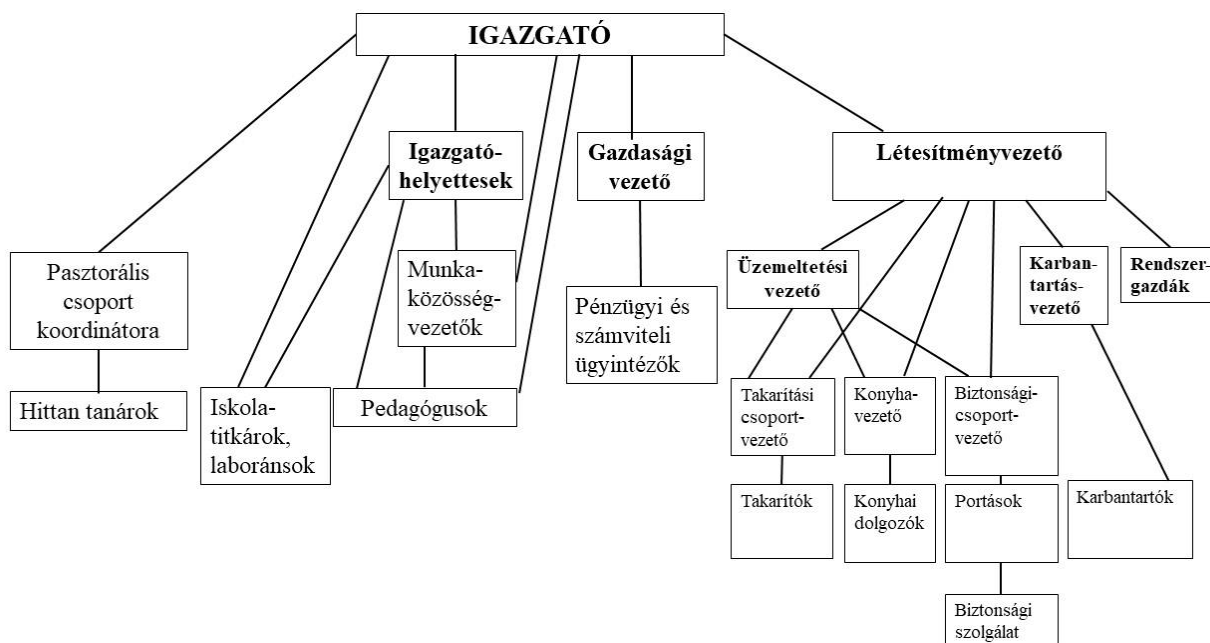 IGAZGATÓ
Igazgató-
helyettesek
Gazdasági
vezető
Létesítményvezető
Pasztorális
csoport
koordinátora
Munka-
közösség-
vezetők
Pénzügyi és
számviteli
ügyintézők
Üzemeltetési
vezető
Karban-
tartás-
vezető
Rendszer-
gazdák
Hittan tanárok
Iskola-
titkárok,
laboránsok
Pedagógusok
Takarítási
csoport-
vezető
Konyha-
vezető
Biztonsági-
csoport-
vezető
Takarítók
Konyhai
dolgozók
Portások
Karbantartók
Biztonsági
szolgálat